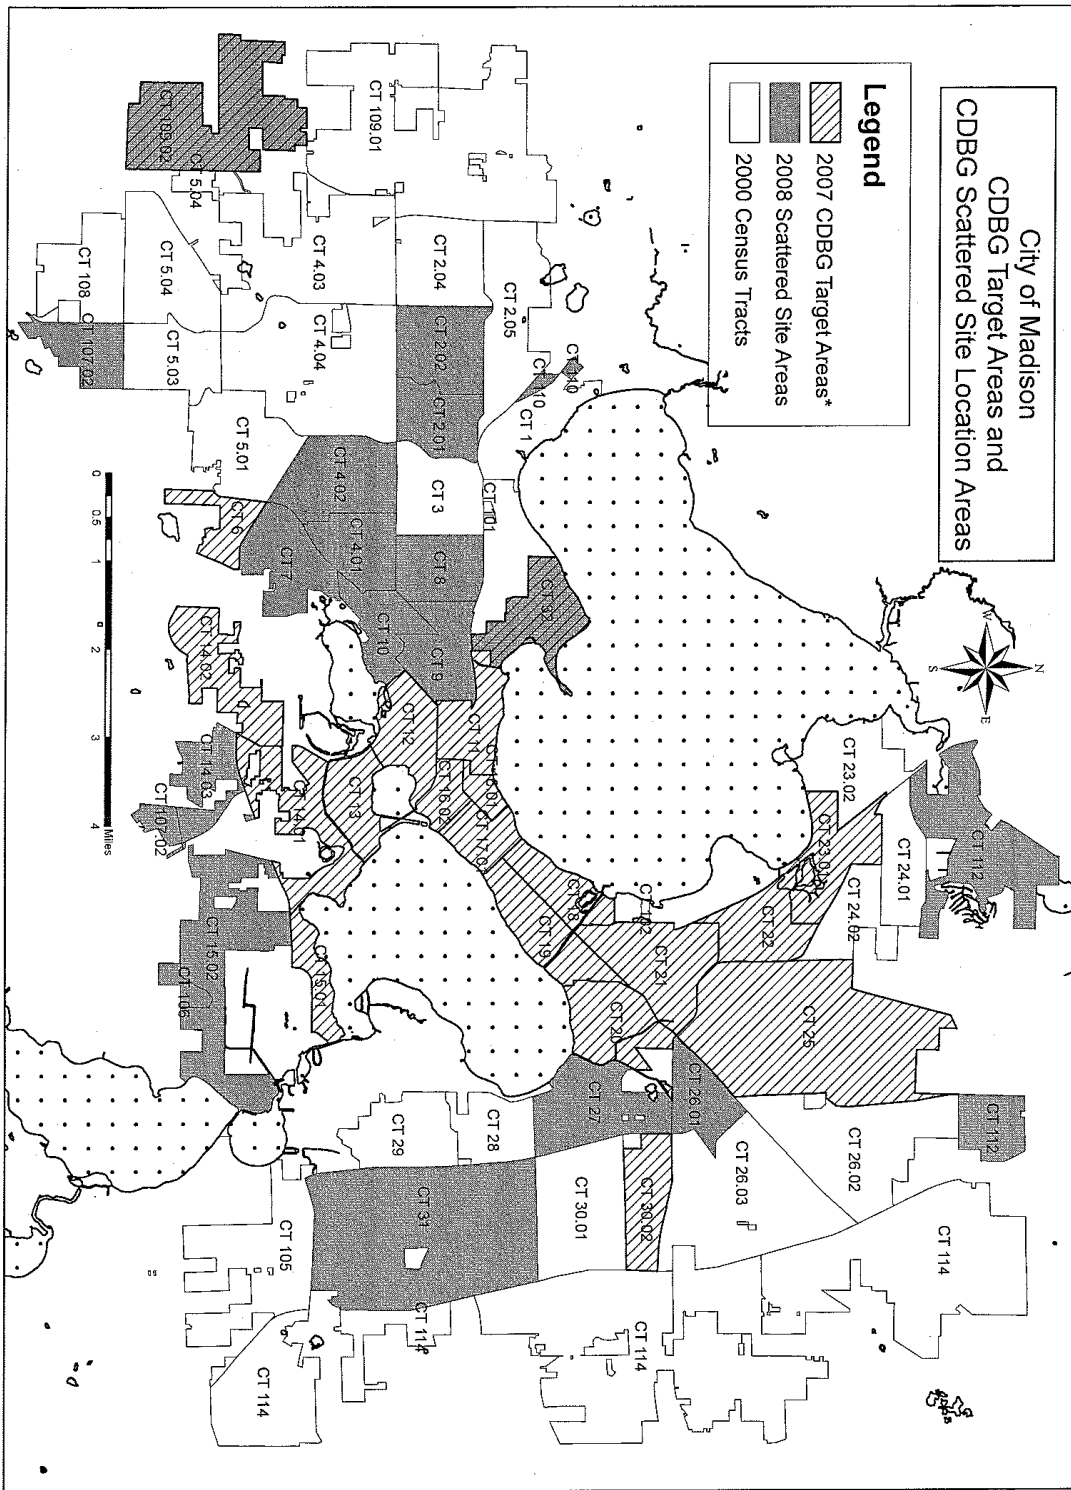 City of Madison
CDBG Target Areas and
CDBG Scattered Site Location Areas
Legend
2007 CDBG Target Areas*
2008 Scattered Site Areas
2000 Census Tracts
N
W
E
S
CT 112
CT 112
CT 114
CT 24.01
CT 23.02
CT 24.02
CT 26.02
CT 23.01
CT 25
CT 22
CT 26.03
CT 26.01
CT 21
CT 102
CT 30.02
CT 114
CT 20
CT 27
CT 30.01
CT 18
CT 19
CT 110
CT 110
CT 1
CT 32
CT 2.05
CT 101
CT 16.01
CT 17.01
CT 28
CT 11
CT 16.02
CT 2.04
CT 2.02
CT 2.01
CT 3
CT 8
CT 9
CT 12
CT 29
CT 31
CT 114
CT 10
CT 109.01
CT 4.03
CT 4.04
CT 4.02
CT 4.01
CT 13
CT 15.01
CT 105
CT 7
CT 14.01
CT 114
CT 5.01
CT 6
CT 14.02
CT 14.03
CT 15.02
CT 106
CT 107.02
CT 109.02
CT 5.04
CT 5.04
CT 5.03
CT 108
CT 107.02
0 0.5 1 2 3 4
Miles